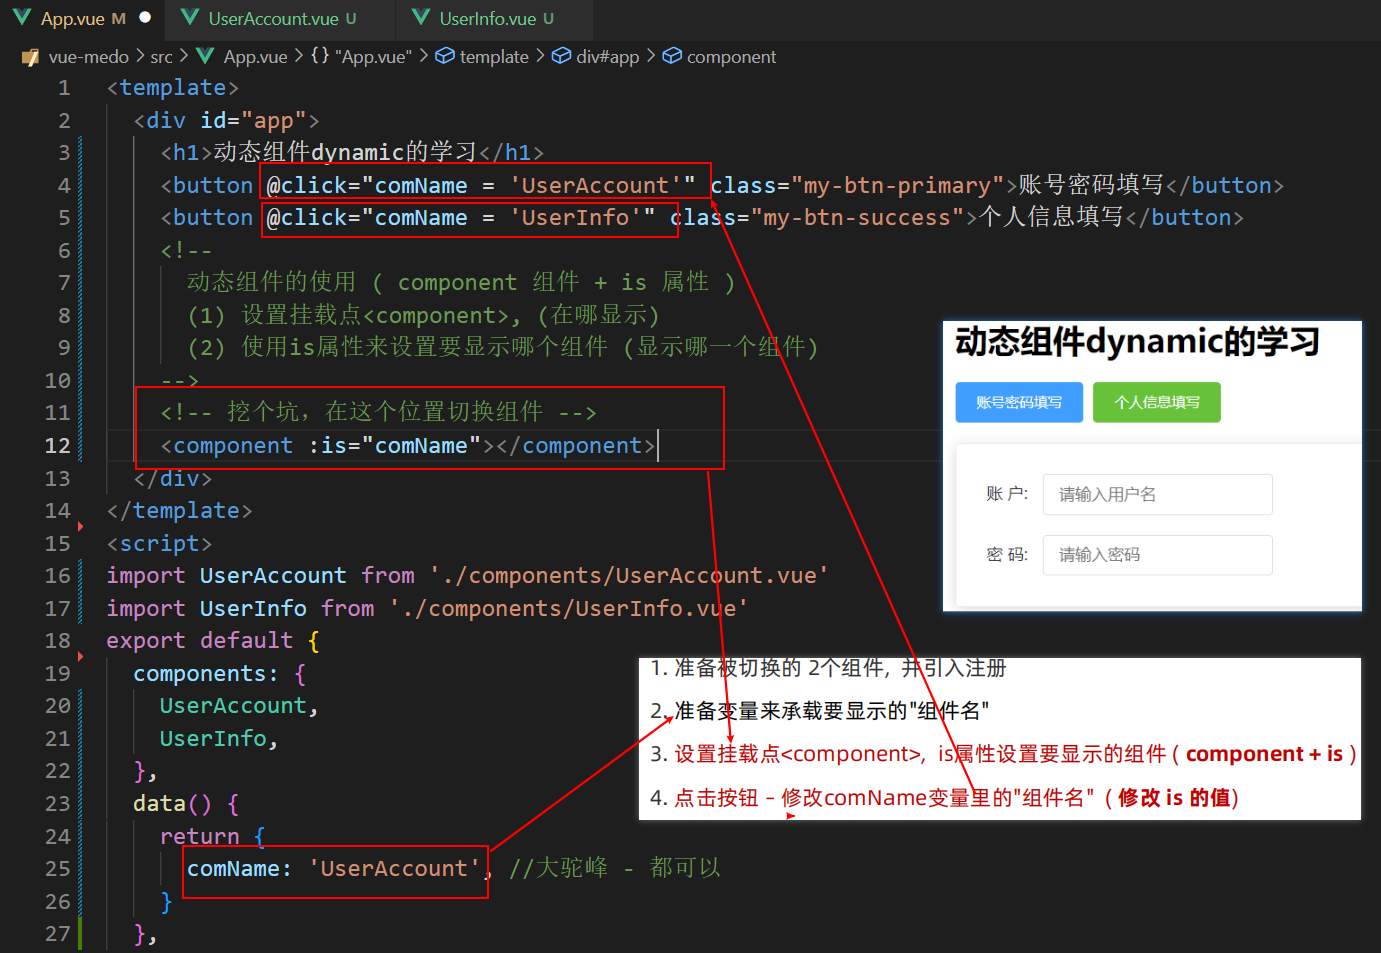 App.vue M
UserAccount.vue U
UserInfo.vue U
vue-medo > src > App.vue > {} "App.vue" > template > div#app > component
1 <template>
2 <div id="app">
3 <h1>动态组件dynamic的学习</h1>
4 <button @click="comName = 'UserAccount'" class="my-btn-primary">账号密码填写</button>
5 <button @click="comName = 'UserInfo'" class="my-btn-success">个人信息填写</button>
6 <!--
7 动态组件的使用 ( component 组件 + is 属性 )
8 (1) 设置挂载点<component>, (在哪显示)
9 (2) 使用is属性来设置要显示哪个组件 (显示哪一个组件)
10 -->
11 <!-- 挖个坑，在这个位置切换组件 -->
12 <component :is="comName"></component>
13 </div>
14 </template>
15 <script>
16 import UserAccount from './components/UserAccount.vue'
17 import UserInfo from './components/UserInfo.vue'
18 export default {
19 components: {
20 UserAccount,
21 UserInfo,
22 },
23 data() {
24 return {
25 comName: 'UserAccount', //大驼峰 - 都可以
26 }
27 },
动态组件dynamic的学习
账号密码填写
个人信息填写
账 户: 请输入用户名
密 码: 请输入密码
1. 准备被切换的 2个组件, 并引入注册
2. 准备变量来承载要显示的"组件名"
3. 设置挂载点<component>, is属性设置要显示的组件 ( component + is )
4. 点击按钮 – 修改comName变量里的"组件名" ( 修改 is 的值)